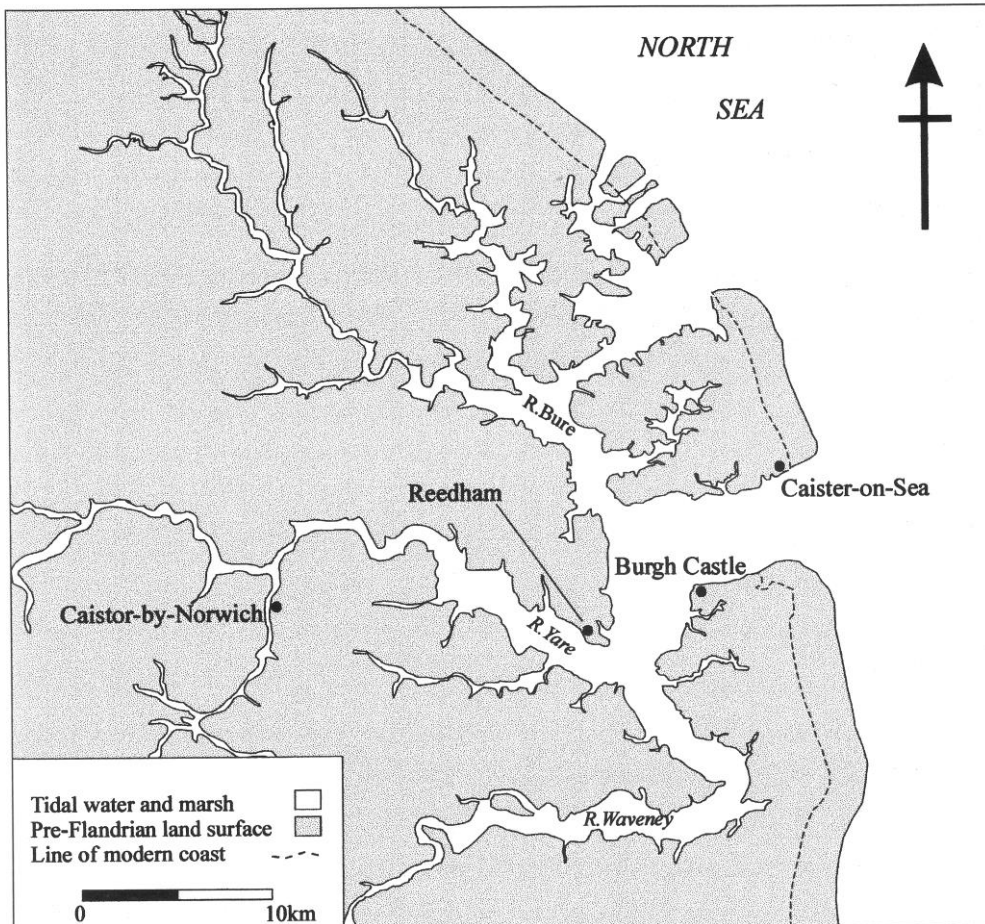 NORTH
SEA
R.Bure
Reedham
Caister-on-Sea
Burgh Castle
Caistor-by-Norwich
R.Yare
R.Waveney
Tidal water and marsh
Pre-Flandrian land surface
Line of modern coast
0 10km